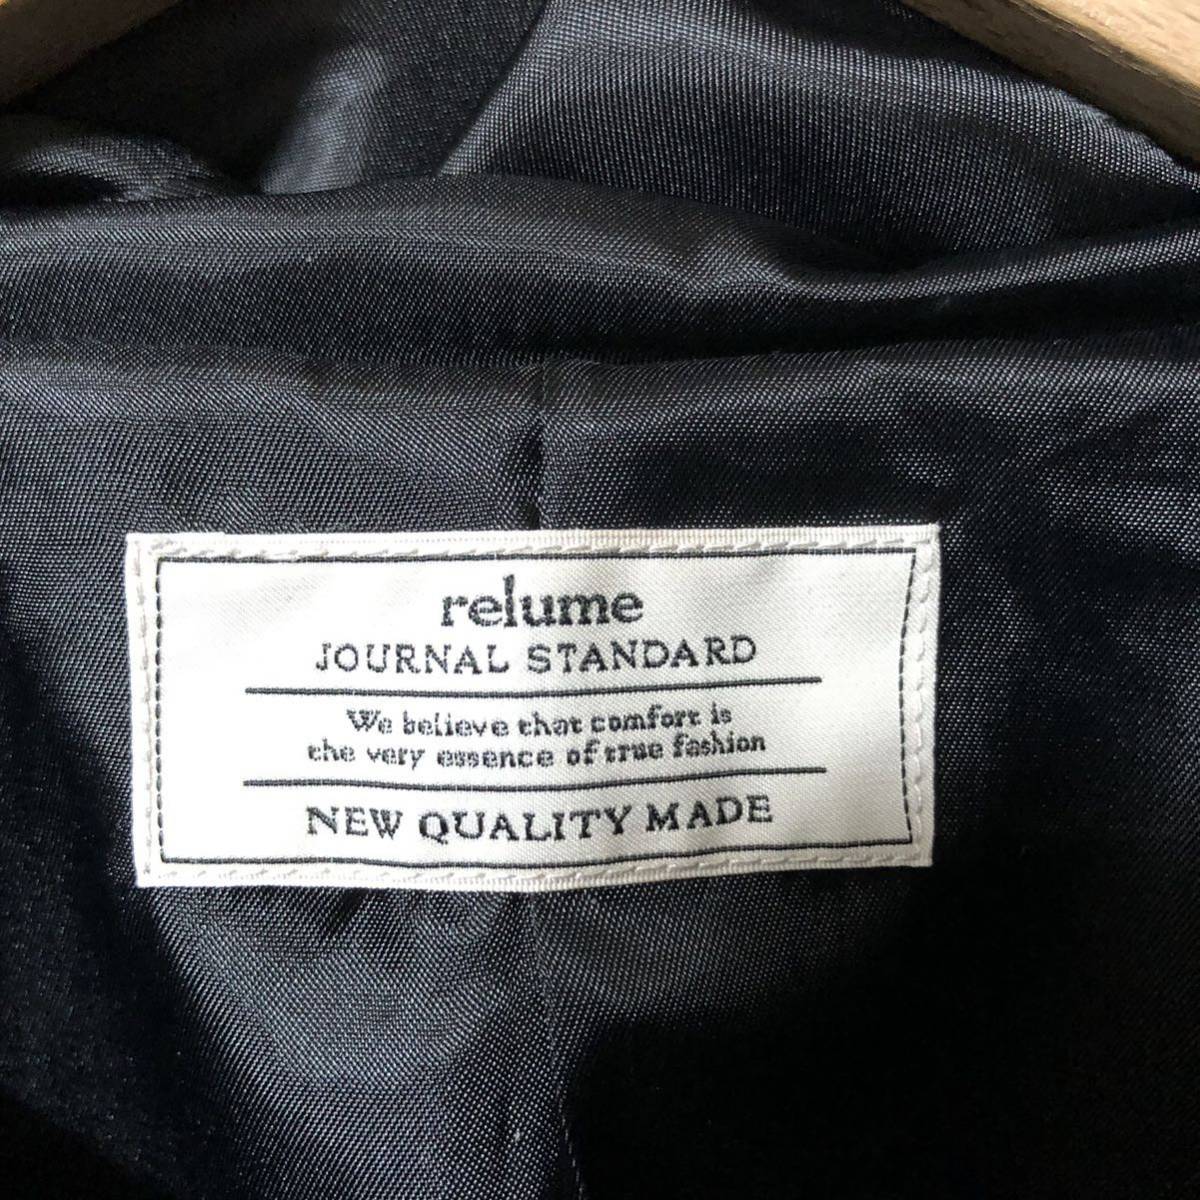 relume
JOURNAL STANDARD
We believe that comfort is
the very essence of true fashion
NEW QUALITY MADE